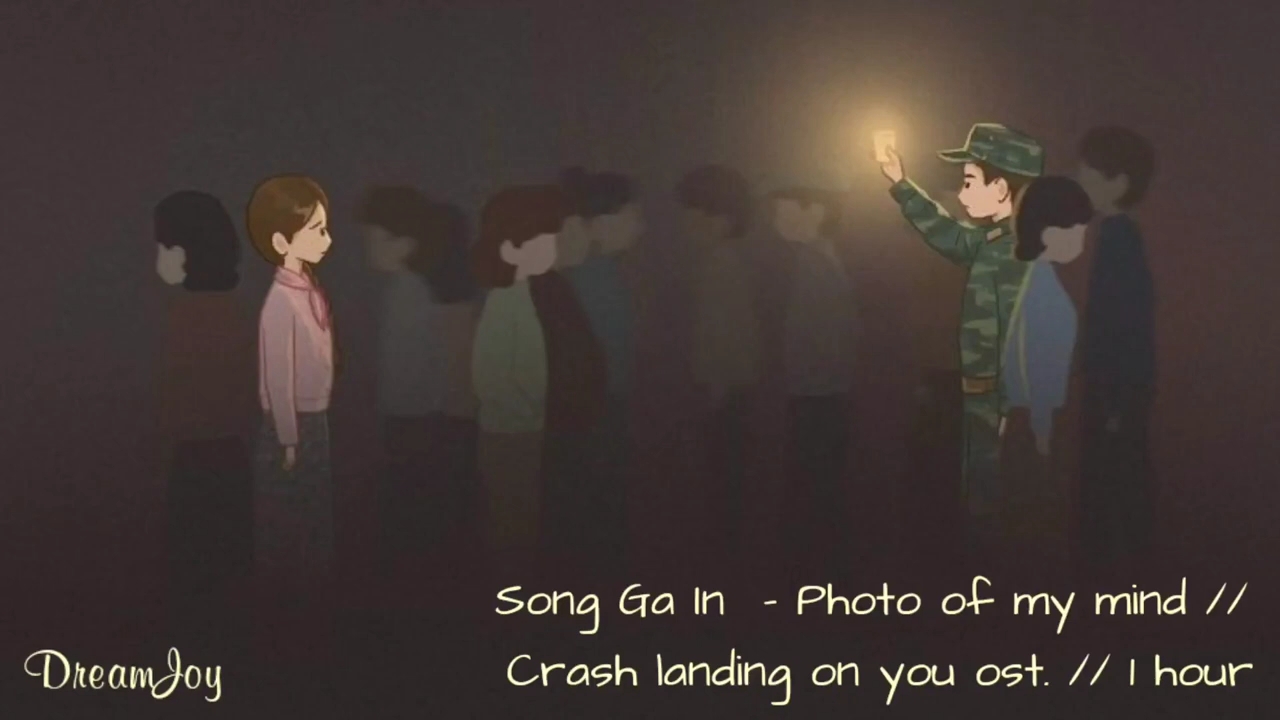 Song Ga In - Photo of my mind //
Crash landing on you ost. // 1 hour
DreamJoy